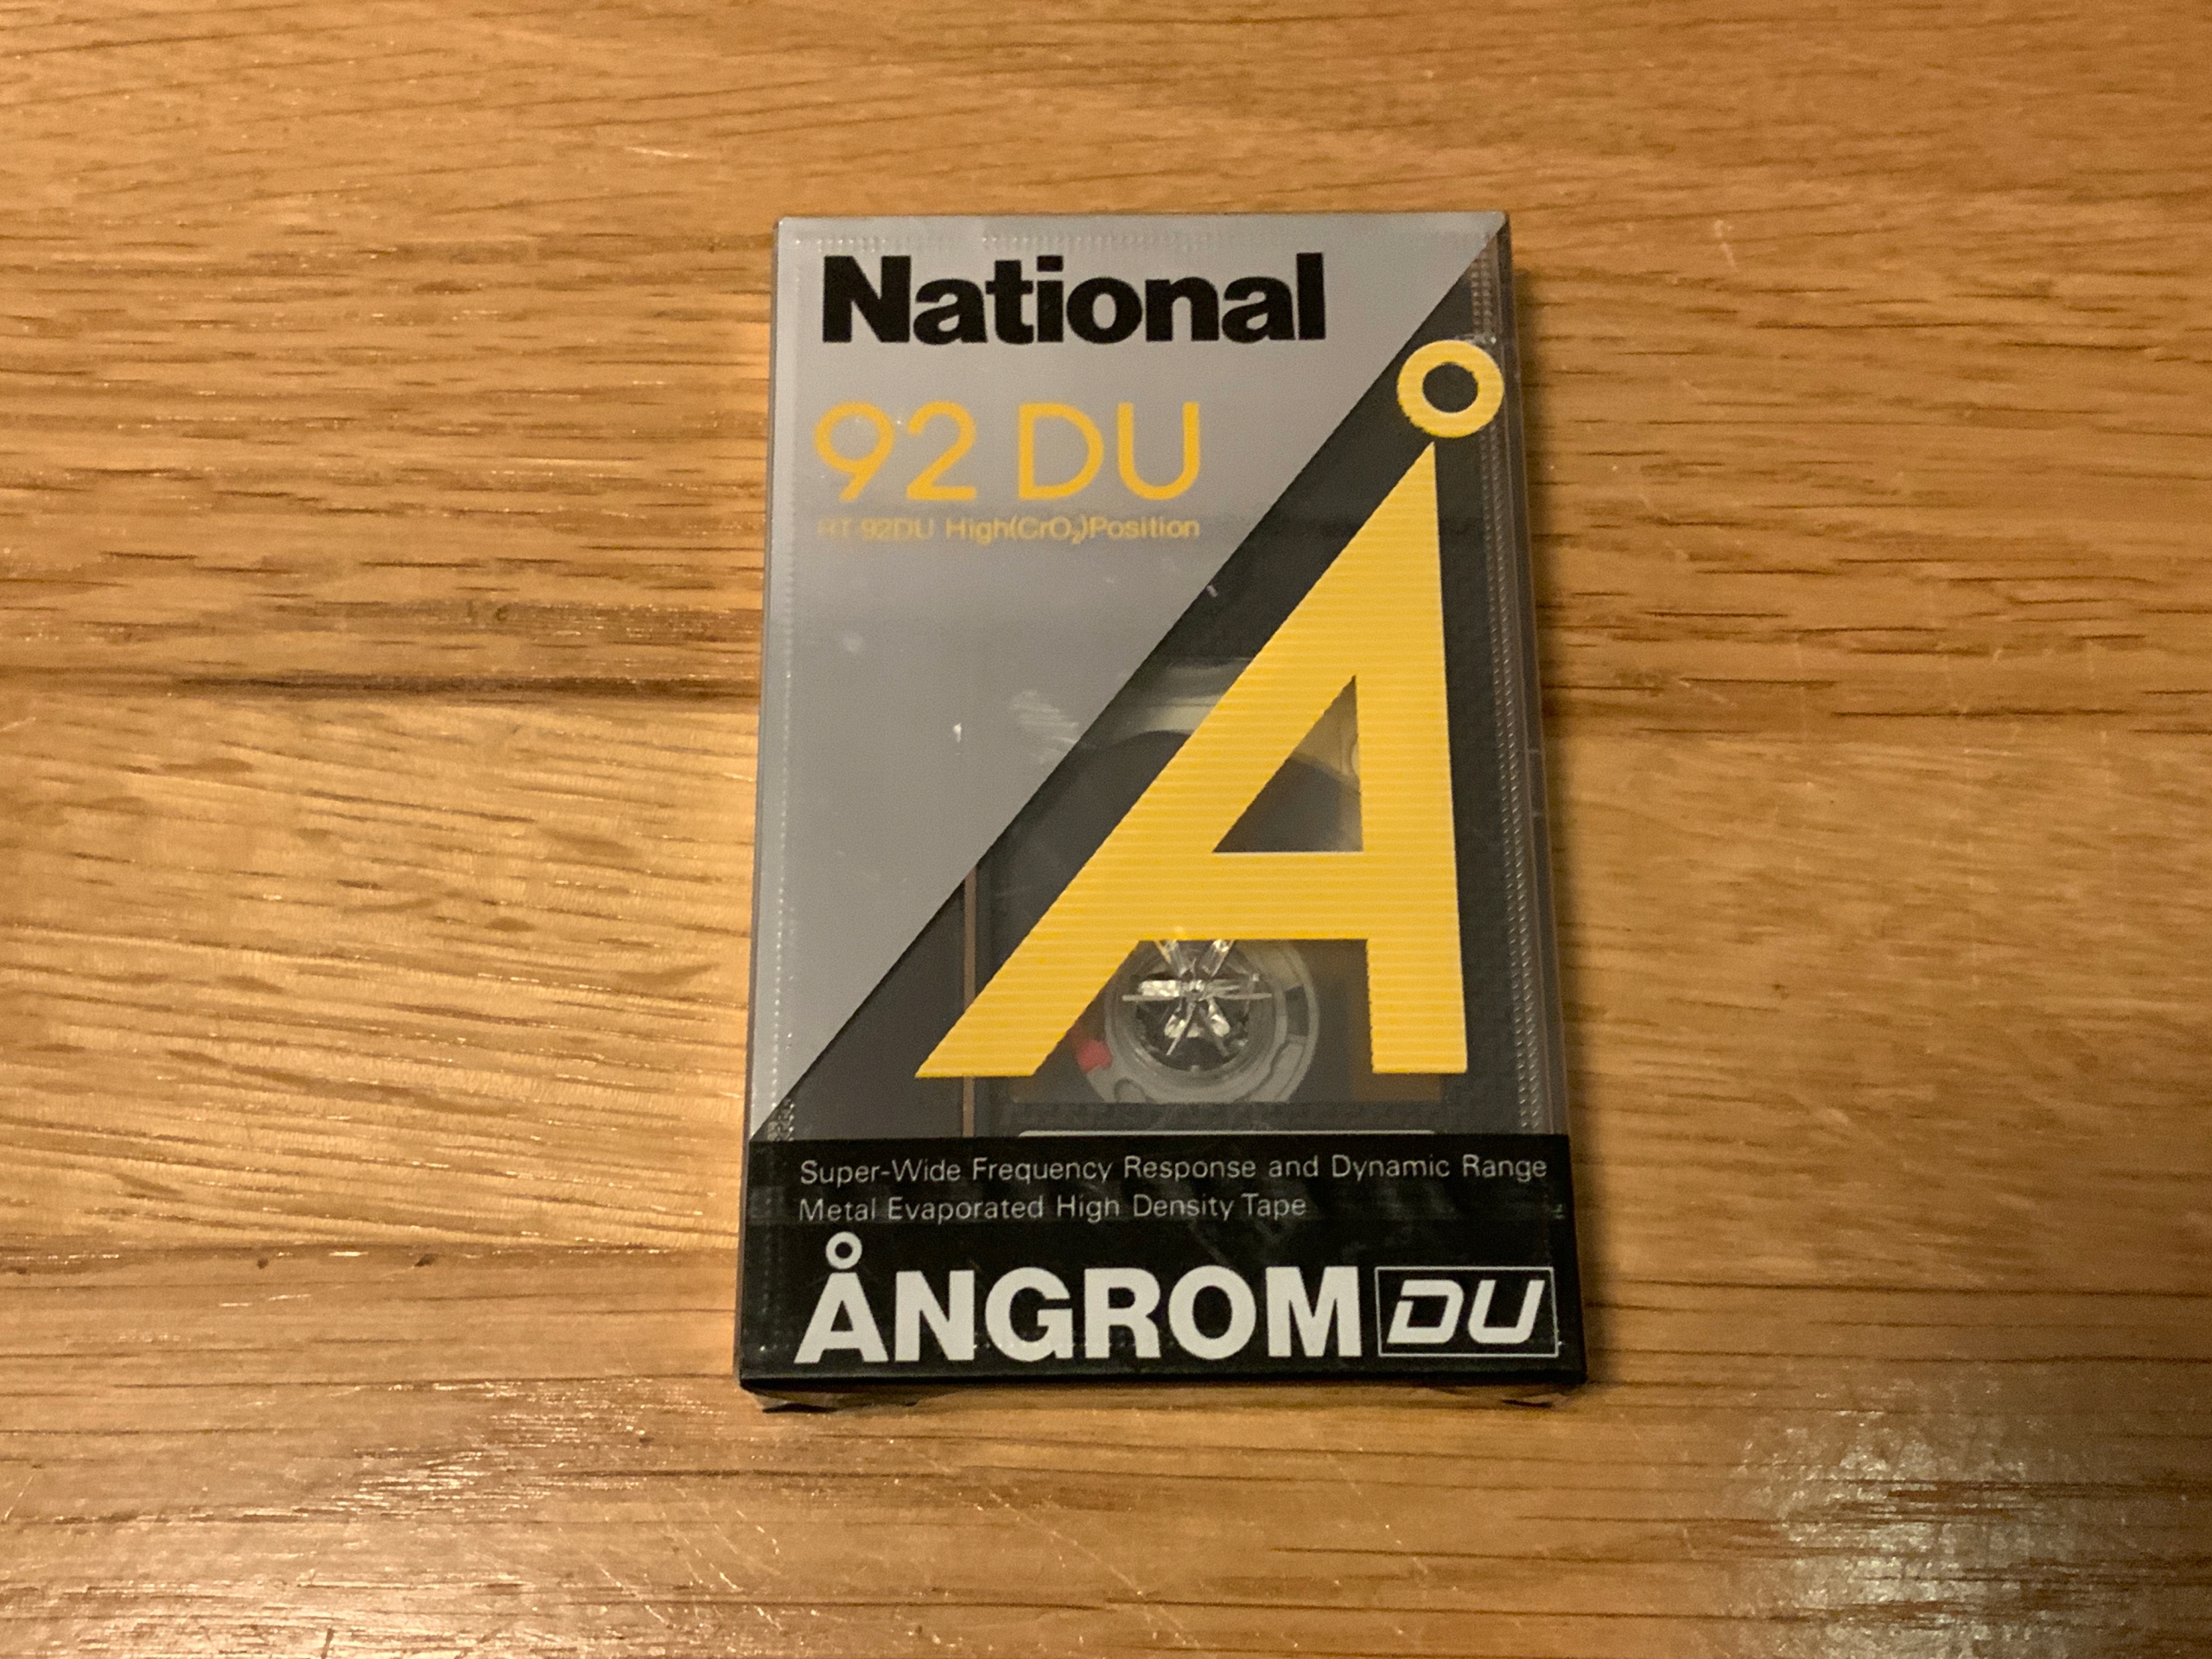 National
92 DU
RT-92DU High(CrO₂)Position
Å
Super-Wide Frequency Response and Dynamic Range
Metal Evaporated High Density Tape
ÅNGROM DU